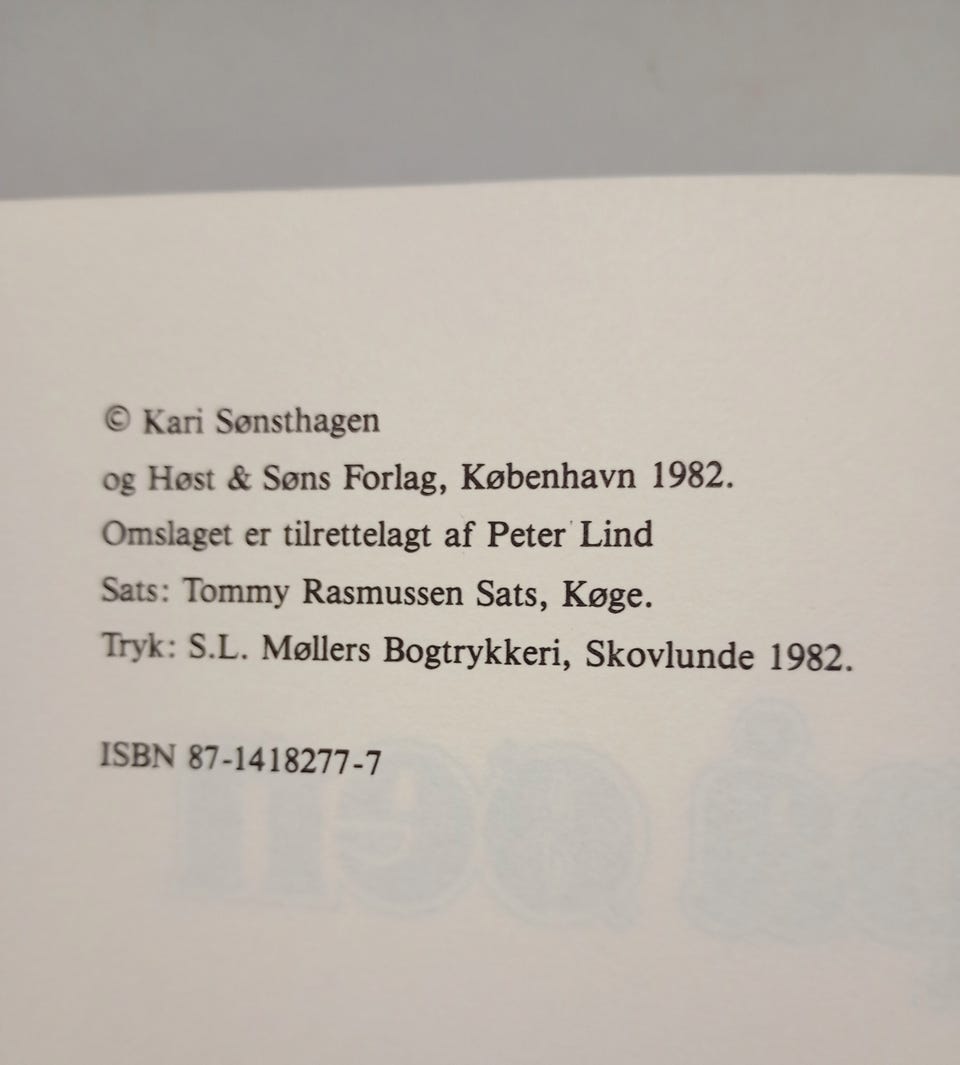 © Kari Sønsthagen
og Høst & Søns Forlag, København 1982.
Omslaget er tilrettelagt af Peter Lind
Sats: Tommy Rasmussen Sats, Køge.
Tryk: S.L. Møllers Bogtrykkeri, Skovlunde 1982.
ISBN 87-1418277-7